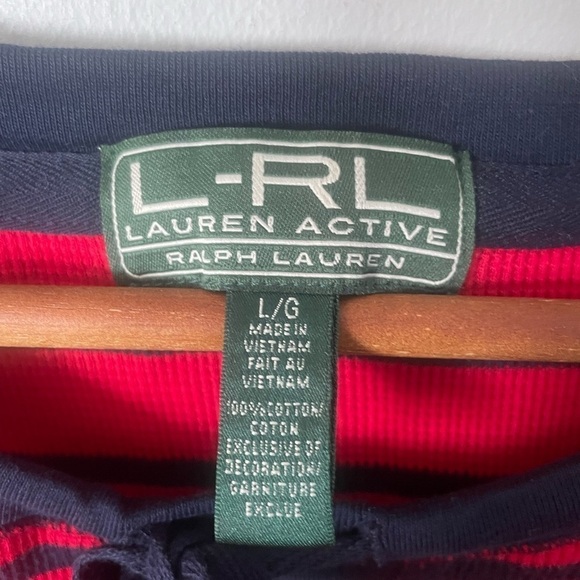 L-RL
LAUREN ACTIVE
RALPH LAUREN
L/G
MADE IN
VIETNAM
FAIT AU
VIETNAM
100%COTTON/
COTON
EXCLUSIVE OF
DECORATION/
GARNITURE
EXCLUE